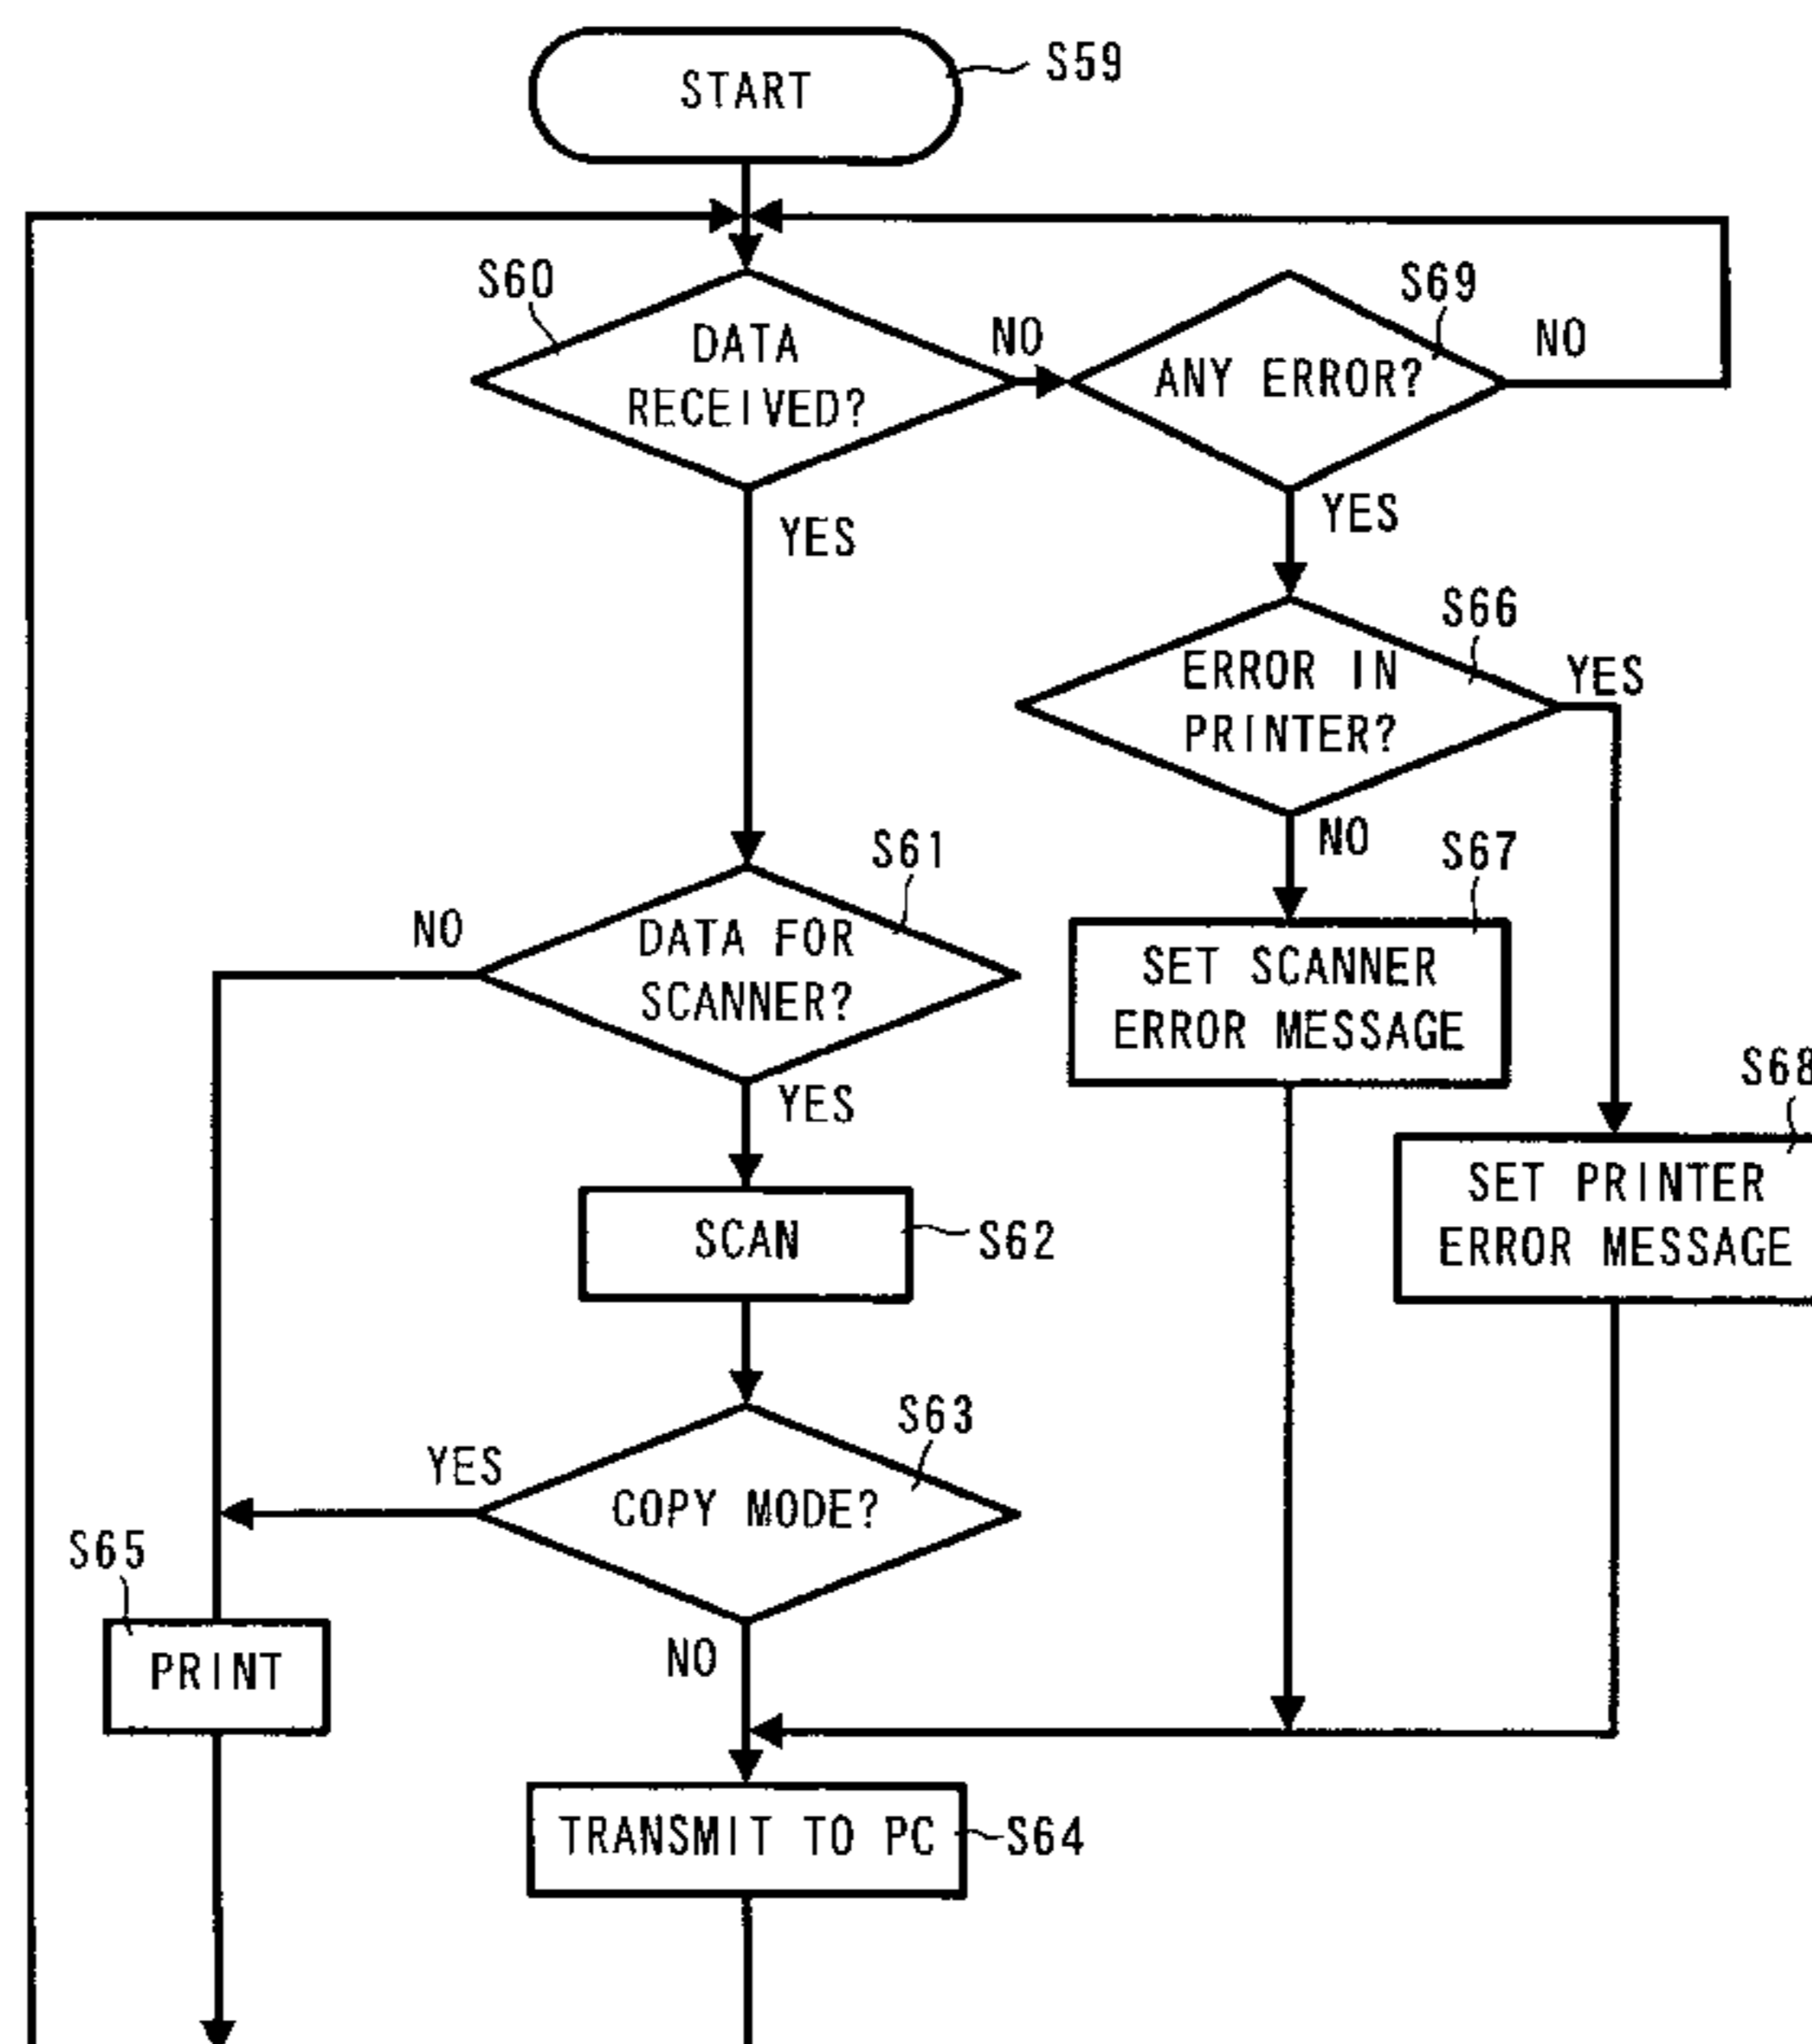 START
S59
S60
DATA
RECEIVED?
NO
S69
ANY ERROR?
NO
YES
YES
S66
ERROR IN
PRINTER?
YES
NO
S61
DATA FOR
SCANNER?
NO
S67
SET SCANNER
ERROR MESSAGE
YES
S68
SET PRINTER
ERROR MESSAGE
SCAN
S62
S63
COPY MODE?
YES
S65
PRINT
NO
TRANSMIT TO PC
S64